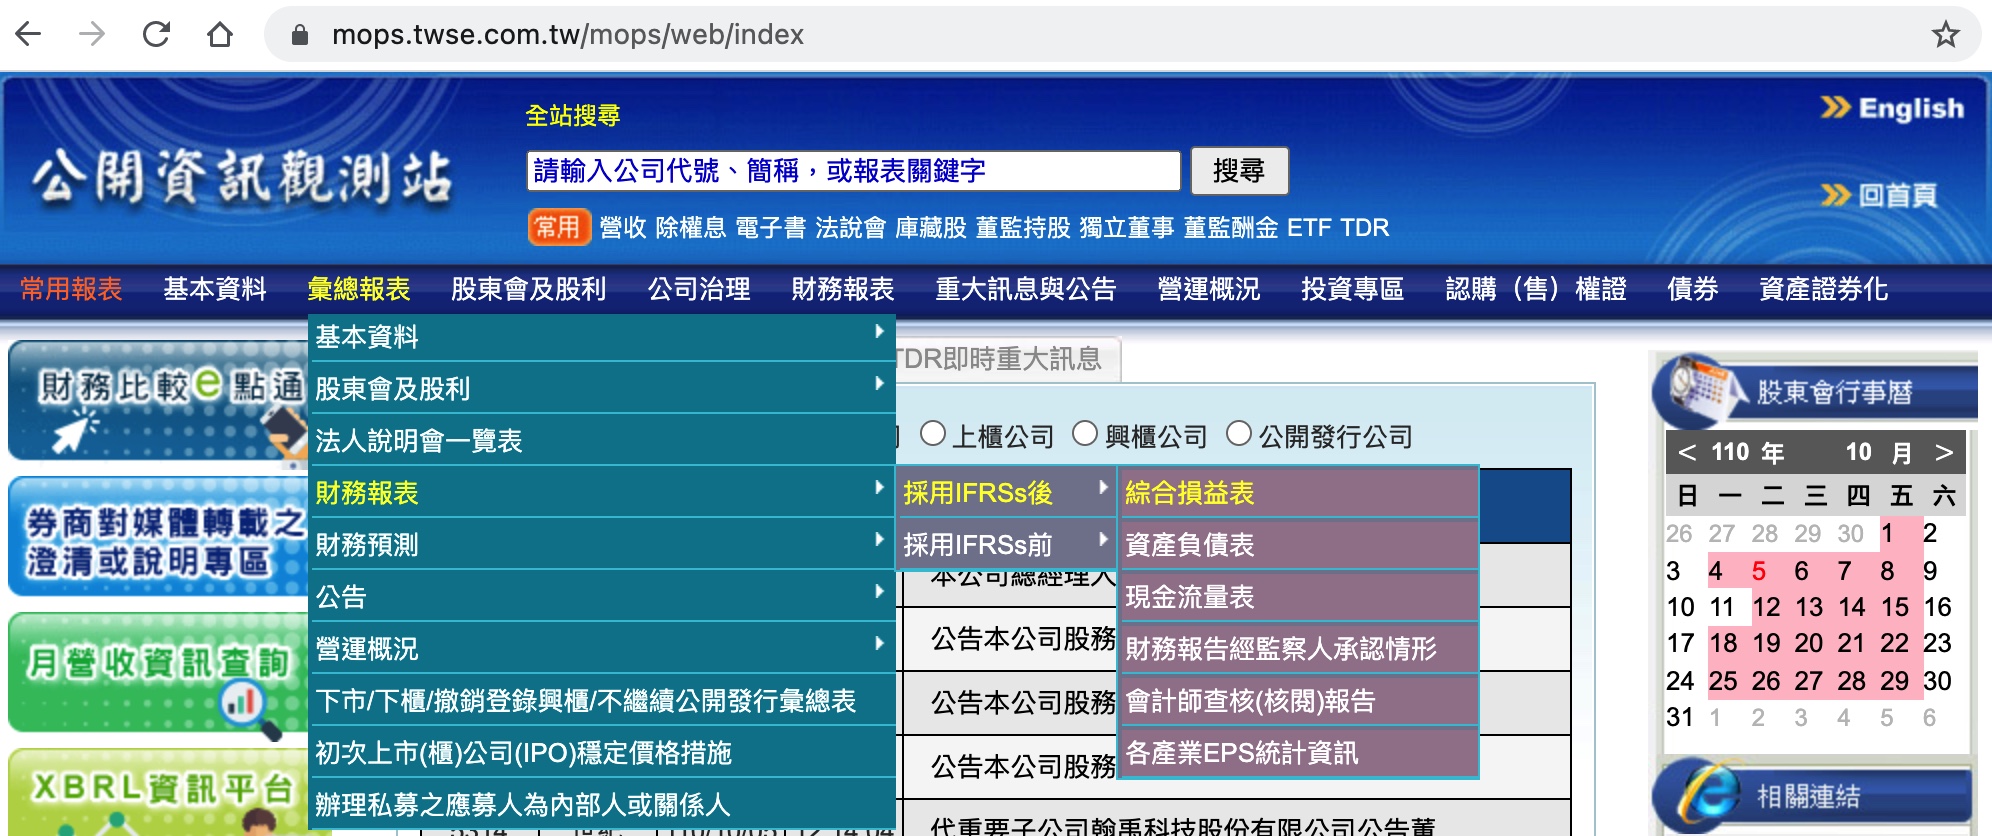 mops.twse.com.tw/mops/web/index
全站搜尋
English
公開資訊觀測站
請輸入公司代號、簡稱，或報表關鍵字
搜尋
回首頁
常用 營收 除權息 電子書 法說會 庫藏股 董監持股 獨立董事 董監酬金 ETF TDR
常用報表 基本資料 彙總報表 股東會及股利 公司治理 財務報表 重大訊息與公告 營運概況 投資專區 認購（售）權證 債券 資產證券化
財務比較e點通
券商對媒體轉載之
澄清或說明專區
月營收資訊查詢
XBRL資訊平台
基本資料
股東會及股利
法人說明會一覽表
財務報表
財務預測
公告
營運概況
下市/下櫃/撤銷登錄興櫃/不繼續公開發行彙總表
初次上市(櫃)公司(IPO)穩定價格措施
辦理私募之應募人為內部人或關係人
採用IFRSs後
採用IFRSs前
綜合損益表
資產負債表
現金流量表
財務報告經監察人承認情形
會計師查核(核閱)報告
各產業EPS統計資訊
TDR即時重大訊息
上櫃公司 興櫃公司 公開發行公司
本公司總經理人
公告本公司股務
公告本公司股務
公告本公司股務
代重要子公司翰禹科技股份有限公司公告董
股東會行事曆
< 110 年 10 月 >
日 一 二 三 四 五 六
26 27 28 29 30 1 2
3 4 5 6 7 8 9
10 11 12 13 14 15 16
17 18 19 20 21 22 23
24 25 26 27 28 29 30
31 1 2 3 4 5 6
相關連結